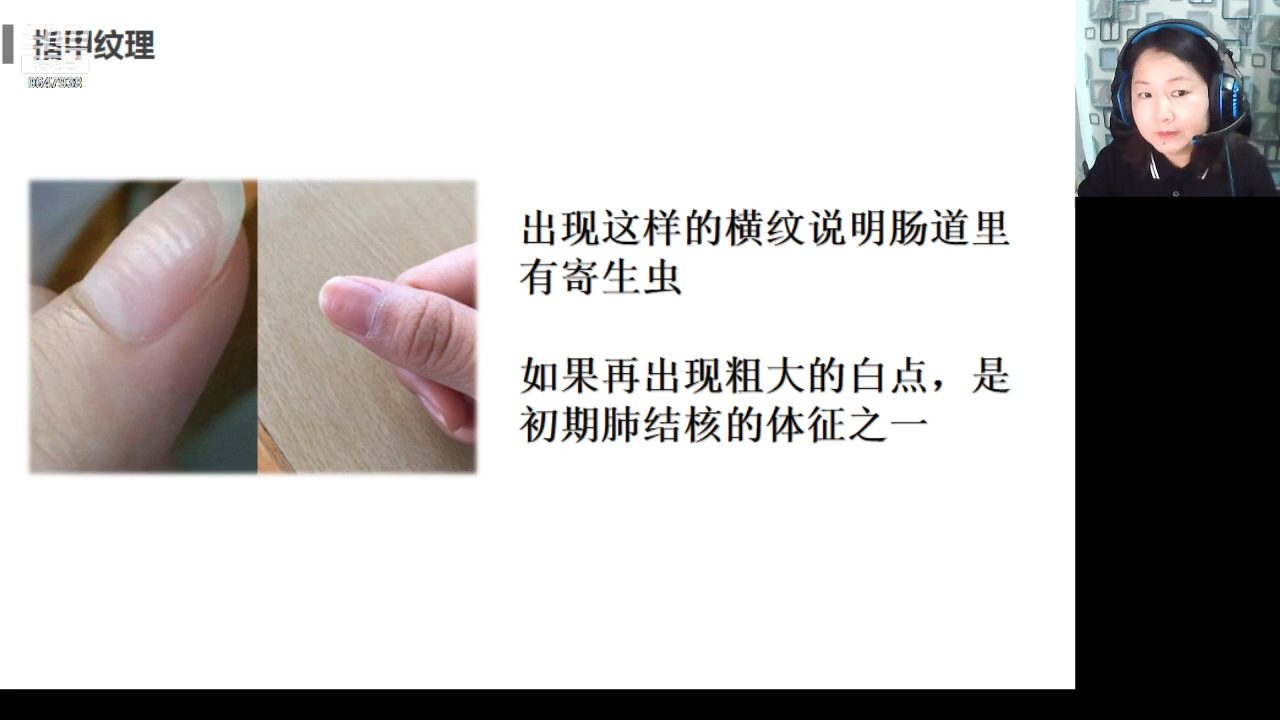 指甲纹理
9647938
出现这样的横纹说明肠道里
有寄生虫
如果再出现粗大的白点，是
初期肺结核的体征之一